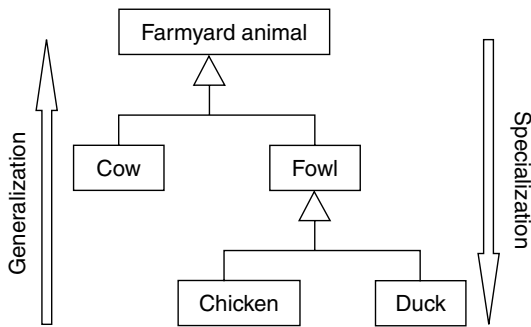 Farmyard animal
Generalization
Specialization
Cow
Fowl
Chicken
Duck